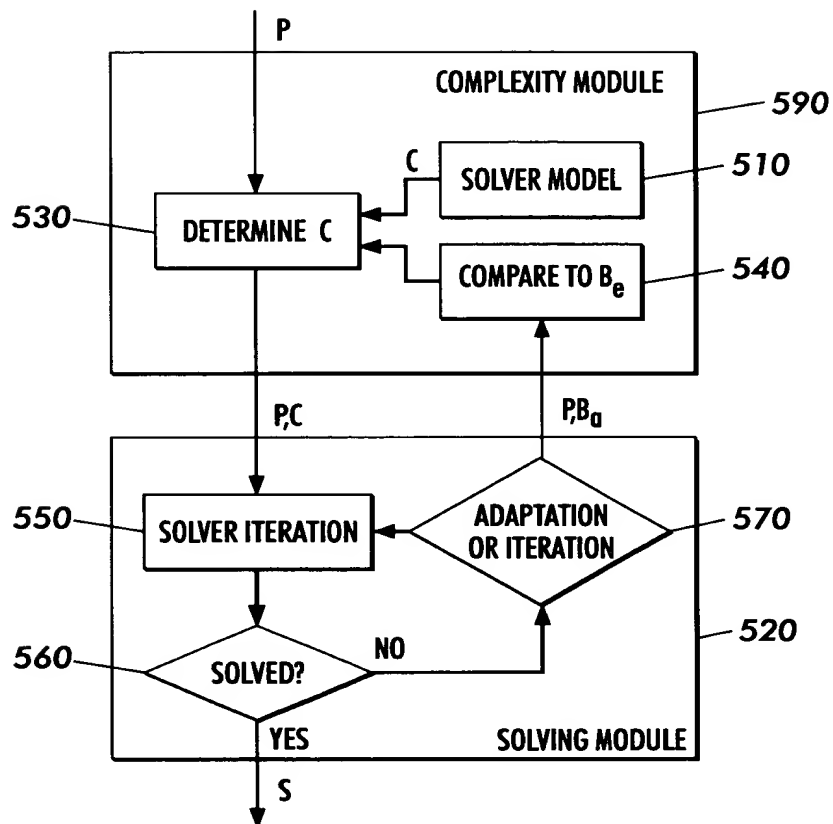 P
COMPLEXITY MODULE
590
C
SOLVER MODEL
510
530
DETERMINE C
COMPARE TO Be
540
P,C
P,Ba
550
SOLVER ITERATION
ADAPTATION
OR ITERATION
570
560
SOLVED?
NO
520
YES
SOLVING MODULE
S